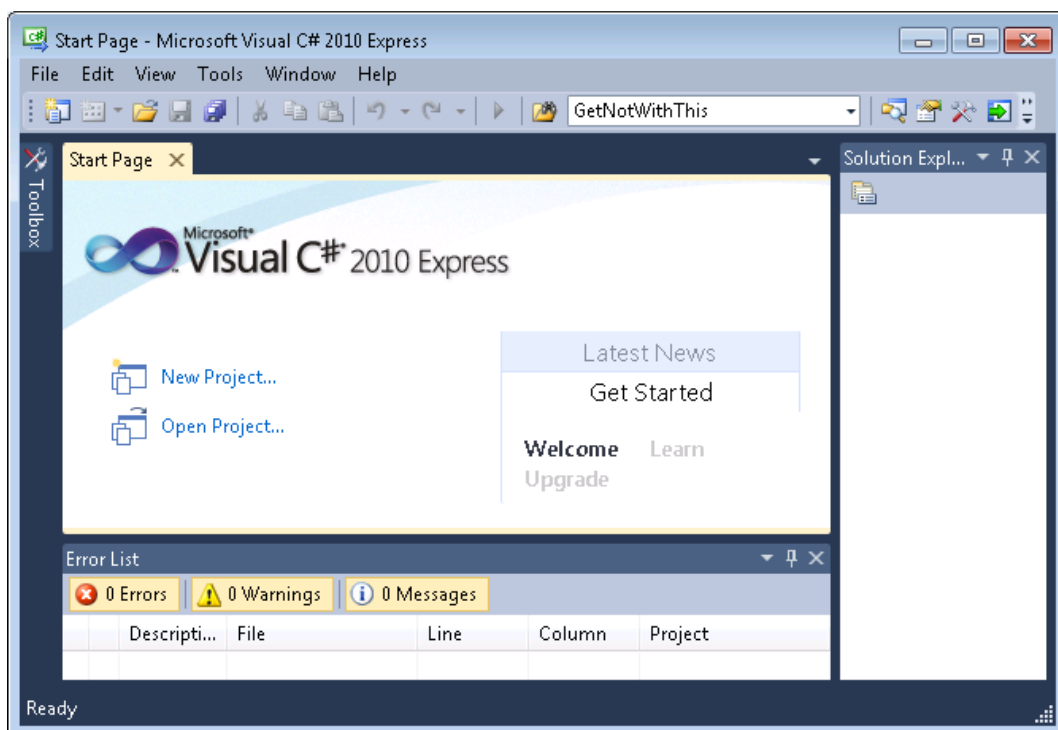 Start Page - Microsoft Visual C# 2010 Express
File Edit View Tools Window Help
GetNotWithThis
Toolbox
Start Page
Solution Expl...
Microsoft®
Visual C#® 2010 Express
New Project...
Open Project...
Latest News
Get Started
Welcome Learn
Upgrade
Error List
0 Errors 0 Warnings 0 Messages
Descripti... File Line Column Project
Ready